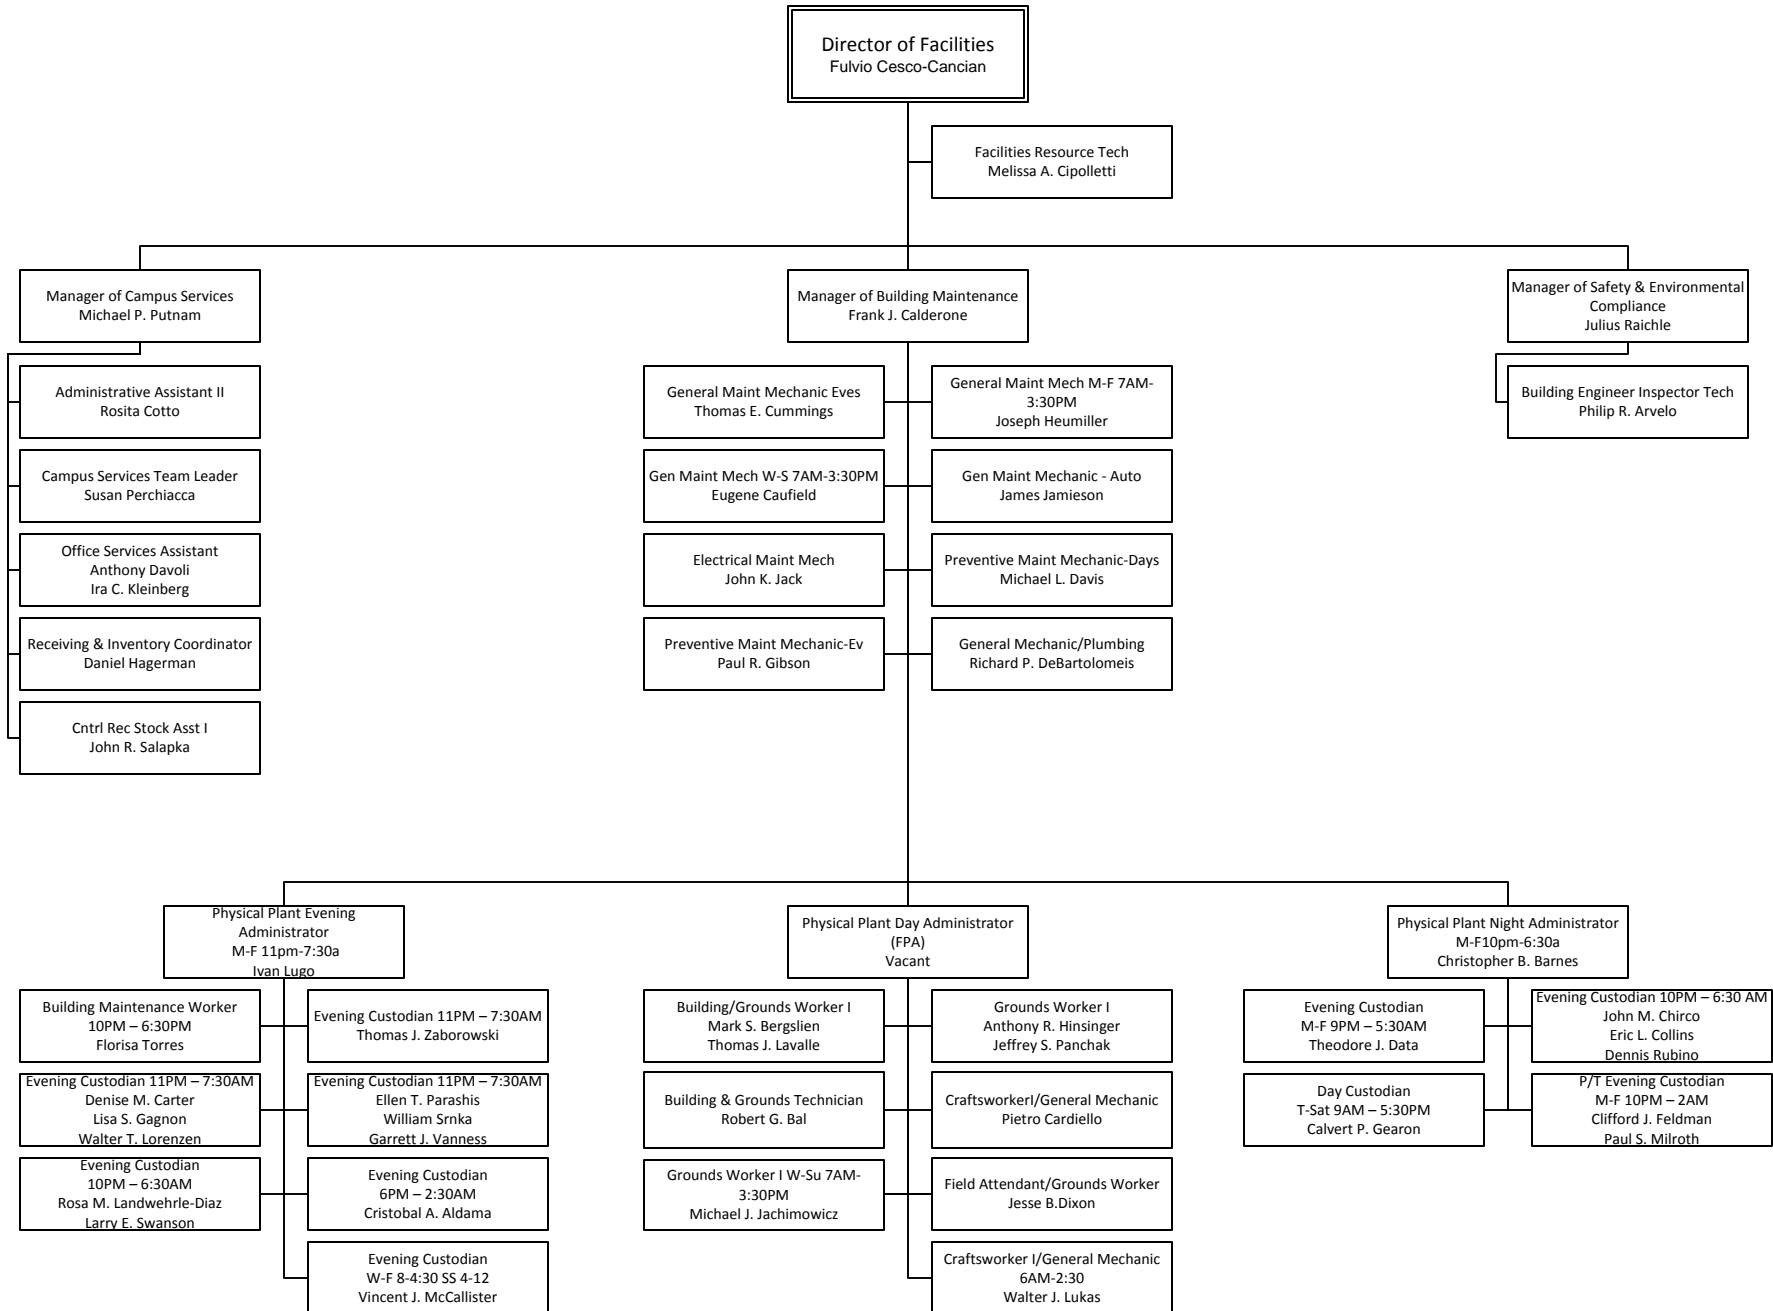 Director of Facilities
Fulvio Cesco-Cancian
Facilities Resource Tech
Melissa A. Cipolletti
Manager of Campus Services
Michael P. Putnam
Manager of Building Maintenance
Frank J. Calderone
Manager of Safety & Environmental
Compliance
Julius Raichle
Administrative Assistant II
Rosita Cotto
Campus Services Team Leader
Susan Perchiacca
Office Services Assistant
Anthony Davoli
Ira C. Kleinberg
Receiving & Inventory Coordinator
Daniel Hagerman
Cntrl Rec Stock Asst I
John R. Salapka
General Maint Mechanic Eves
Thomas E. Cummings
General Maint Mech M-F 7AM-
3:30PM
Joseph Heumiller
Gen Maint Mech W-S 7AM-3:30PM
Eugene Caufield
Gen Maint Mechanic - Auto
James Jamieson
Electrical Maint Mech
John K. Jack
Preventive Maint Mechanic-Days
Michael L. Davis
Preventive Maint Mechanic-Ev
Paul R. Gibson
General Mechanic/Plumbing
Richard P. DeBartolomeis
Building Engineer Inspector Tech
Philip R. Arvelo
Physical Plant Evening
Administrator
M-F 11pm-7:30a
Ivan Lugo
Building Maintenance Worker
10PM – 6:30PM
Florisa Torres
Evening Custodian 11PM – 7:30AM
Thomas J. Zaborowski
Evening Custodian 11PM – 7:30AM
Denise M. Carter
Lisa S. Gagnon
Walter T. Lorenzen
Evening Custodian 11PM – 7:30AM
Ellen T. Parashis
William Srnka
Garrett J. Vanness
Evening Custodian
10PM – 6:30AM
Rosa M. Landwehrle-Diaz
Larry E. Swanson
Evening Custodian
6PM – 2:30AM
Cristobal A. Aldama
Evening Custodian
W-F 8-4:30 SS 4-12
Vincent J. McCallister
Physical Plant Day Administrator
(FPA)
Vacant
Building/Grounds Worker I
Mark S. Bergslien
Thomas J. Lavalle
Grounds Worker I
Anthony R. Hinsinger
Jeffrey S. Panchak
Building & Grounds Technician
Robert G. Bal
CraftsworkerI/General Mechanic
Pietro Cardiello
Grounds Worker I W-Su 7AM-
3:30PM
Michael J. Jachimowicz
Field Attendant/Grounds Worker
Jesse B.Dixon
Craftsworker I/General Mechanic
6AM-2:30
Walter J. Lukas
Physical Plant Night Administrator
M-F10pm-6:30a
Christopher B. Barnes
Evening Custodian
M-F 9PM – 5:30AM
Theodore J. Data
Evening Custodian 10PM – 6:30 AM
John M. Chirco
Eric L. Collins
Dennis Rubino
Day Custodian
T-Sat 9AM – 5:30PM
Calvert P. Gearon
P/T Evening Custodian
M-F 10PM – 2AM
Clifford J. Feldman
Paul S. Milroth